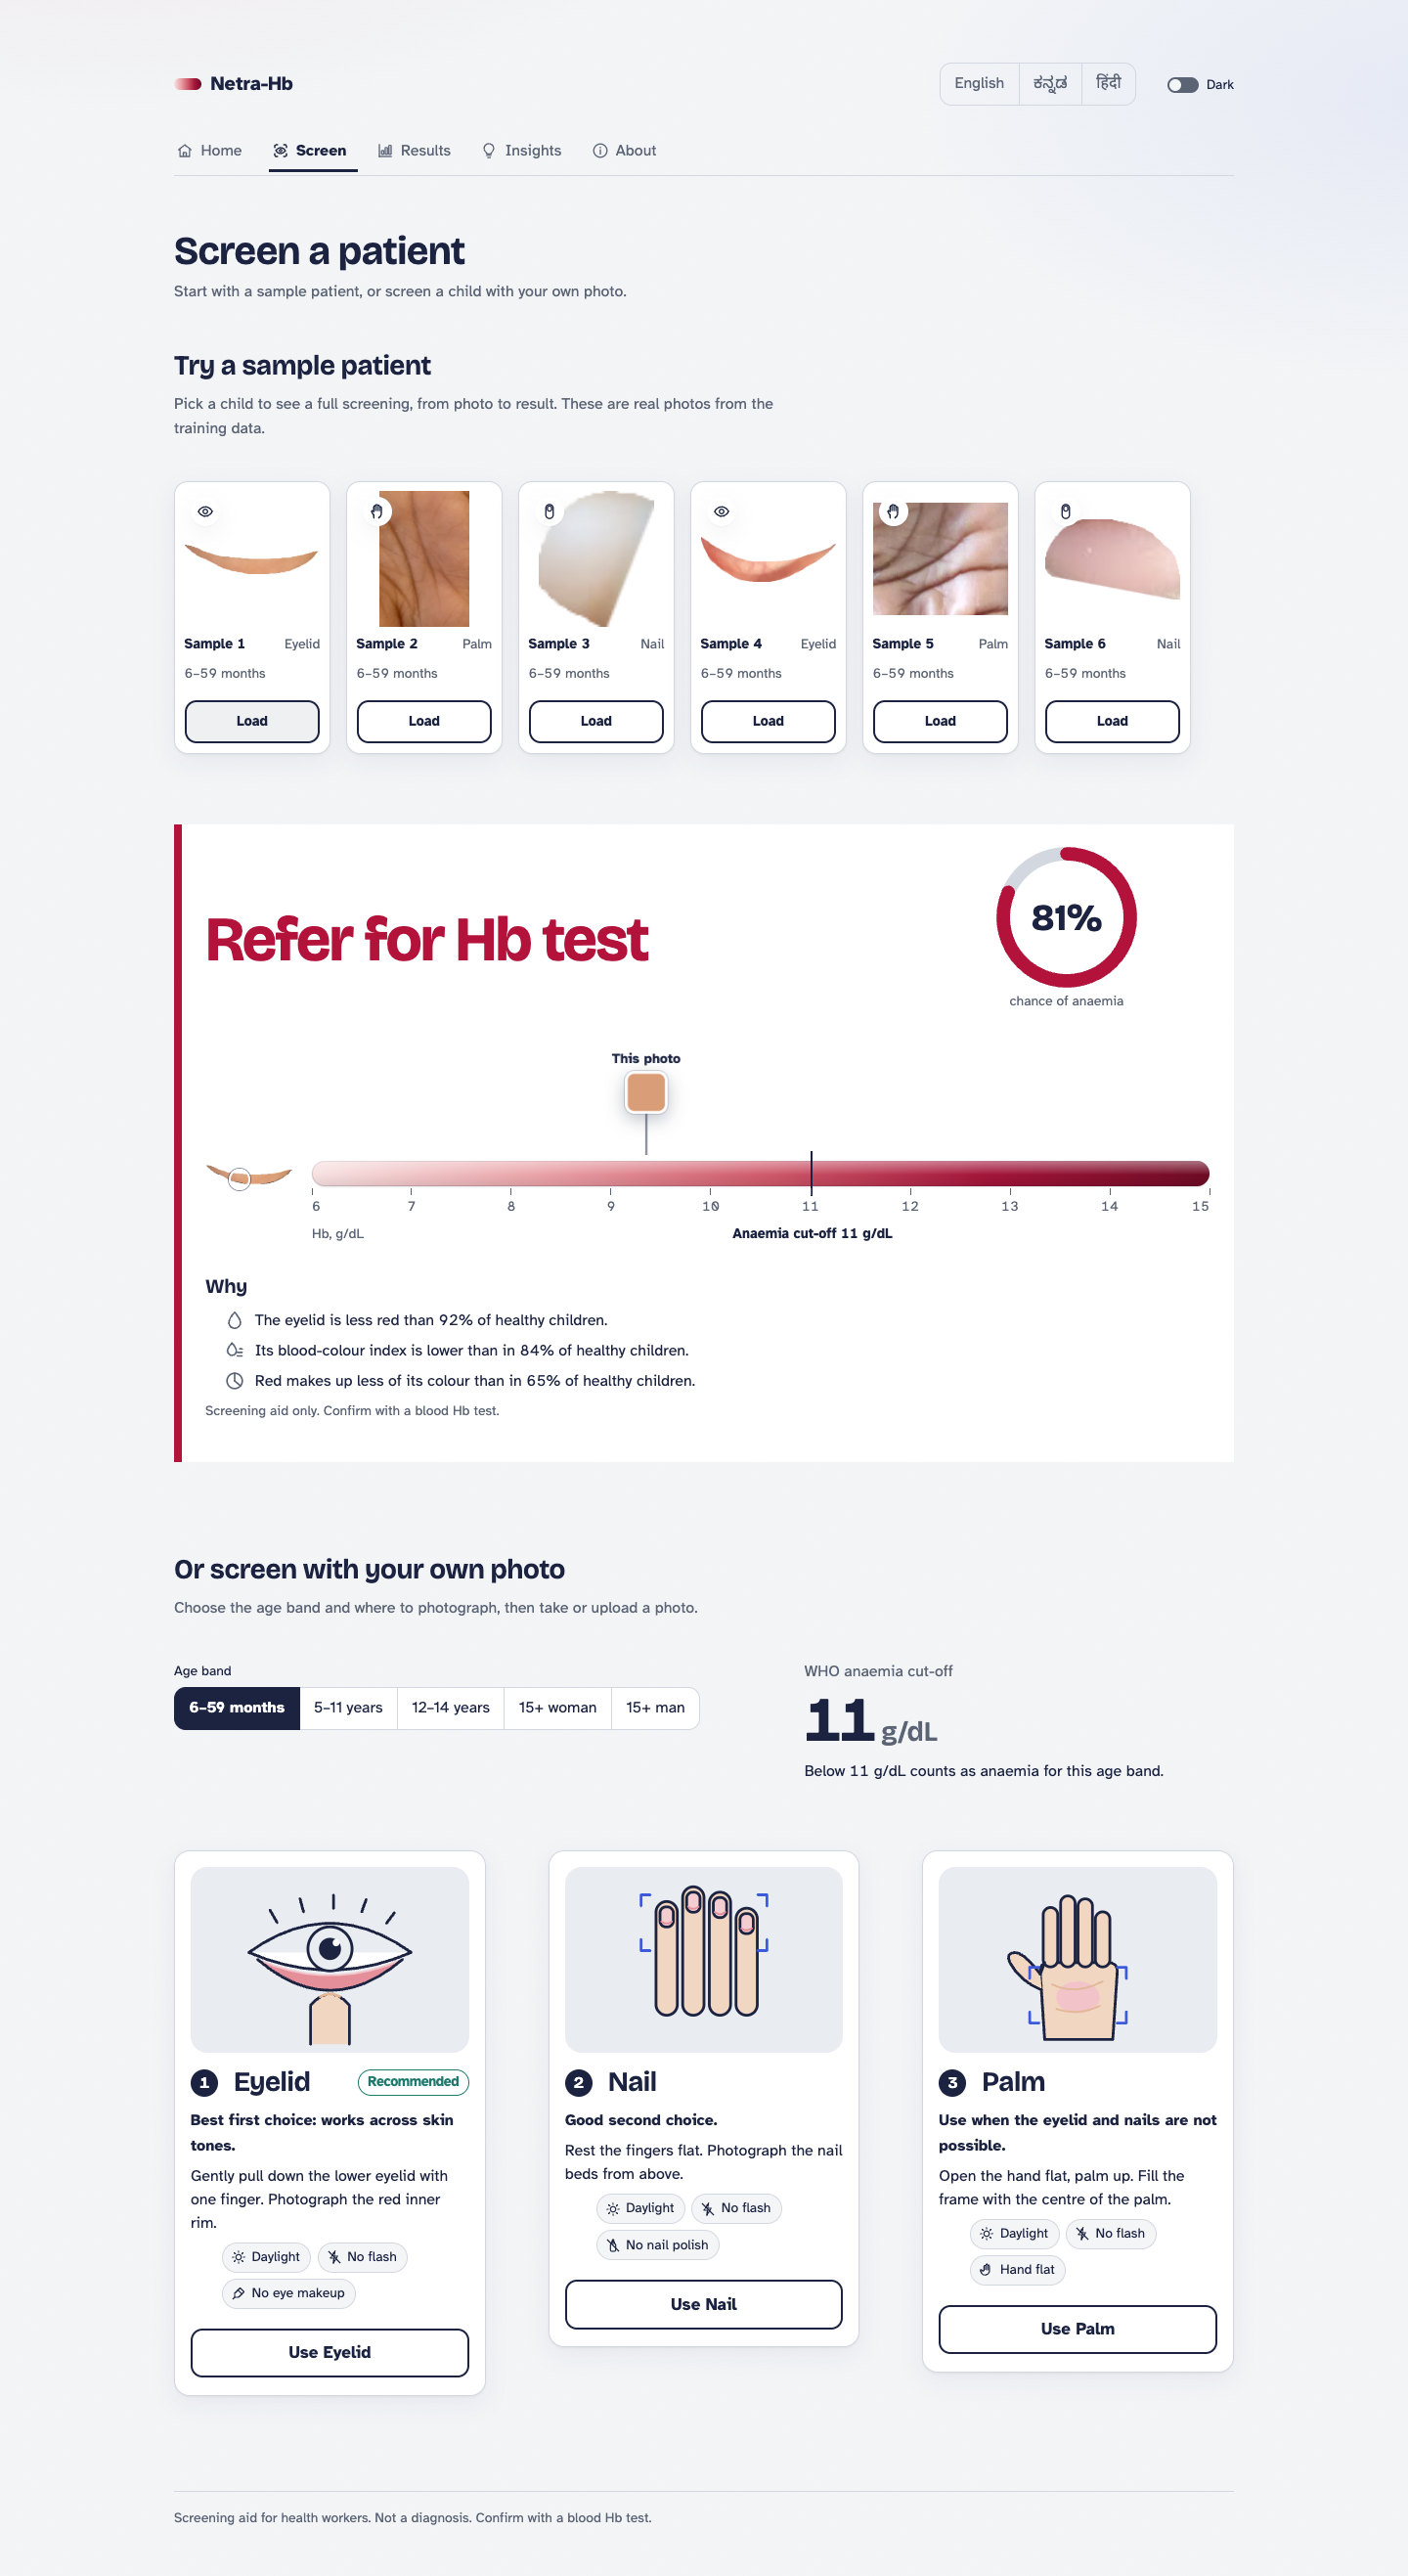 Netra-Hb
English ಕನ್ನಡ हिंदी Dark
Home Screen Results Insights About
Screen a patient
Start with a sample patient, or screen a child with your own photo.
Try a sample patient
Pick a child to see a full screening, from photo to result. These are real photos from the
training data.
Sample 1 Eyelid
6–59 months
Load
Sample 2 Palm
6–59 months
Load
Sample 3 Nail
6–59 months
Load
Sample 4 Eyelid
6–59 months
Load
Sample 5 Palm
6–59 months
Load
Sample 6 Nail
6–59 months
Load
Refer for Hb test
81%
chance of anaemia
This photo
6 7 8 9 10 11 12 13 14 15
Hb, g/dL Anaemia cut-off 11 g/dL
Why
The eyelid is less red than 92% of healthy children.
Its blood-colour index is lower than in 84% of healthy children.
Red makes up less of its colour than in 65% of healthy children.
Screening aid only. Confirm with a blood Hb test.
Or screen with your own photo
Choose the age band and where to photograph, then take or upload a photo.
Age band
6–59 months 5–11 years 12–14 years 15+ woman 15+ man
WHO anaemia cut-off
11 g/dL
Below 11 g/dL counts as anaemia for this age band.
1 Eyelid Recommended
Best first choice: works across skin
tones.
Gently pull down the lower eyelid with
one finger. Photograph the red inner
rim.
Daylight No flash
No eye makeup
Use Eyelid
2 Nail
Good second choice.
Rest the fingers flat. Photograph the nail
beds from above.
Daylight No flash
No nail polish
Use Nail
3 Palm
Use when the eyelid and nails are not
possible.
Open the hand flat, palm up. Fill the
frame with the centre of the palm.
Daylight No flash
Hand flat
Use Palm
Screening aid for health workers. Not a diagnosis. Confirm with a blood Hb test.